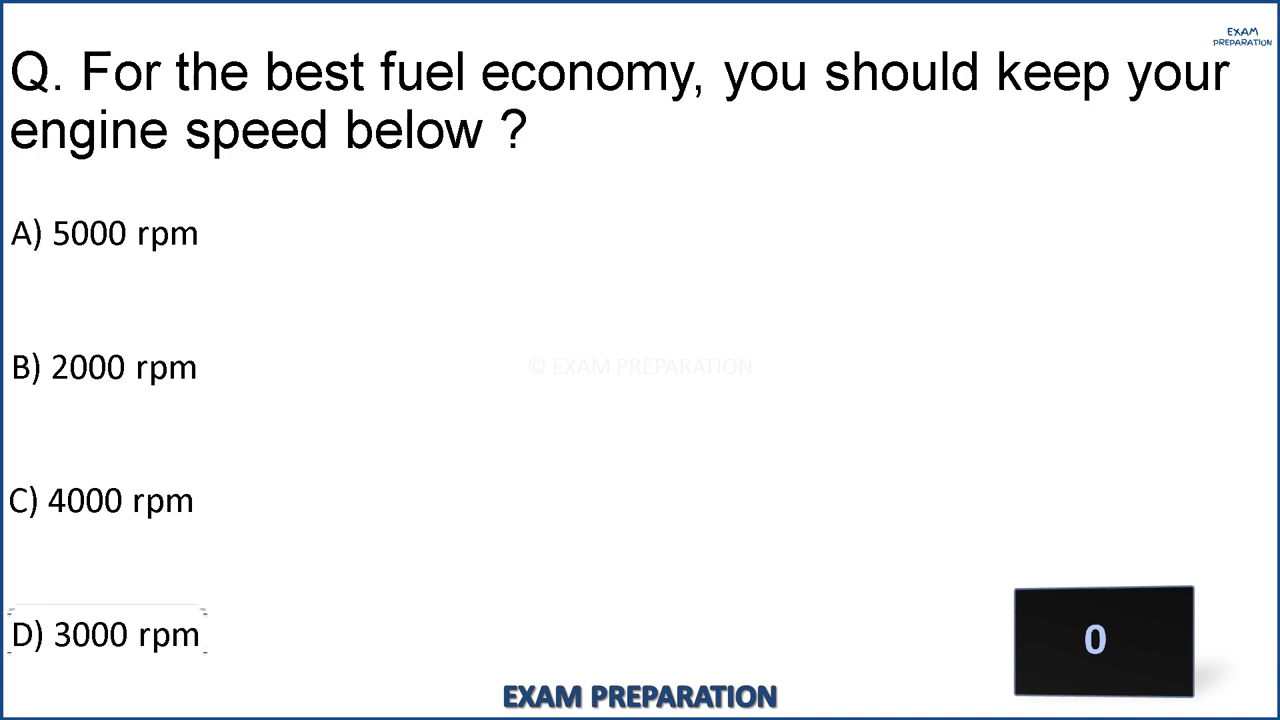 EXAM
PREPARATION
Q. For the best fuel economy, you should keep your
engine speed below ?
A) 5000 rpm
B) 2000 rpm
© EXAM PREPARATION
C) 4000 rpm
D) 3000 rpm
0
EXAM PREPARATION